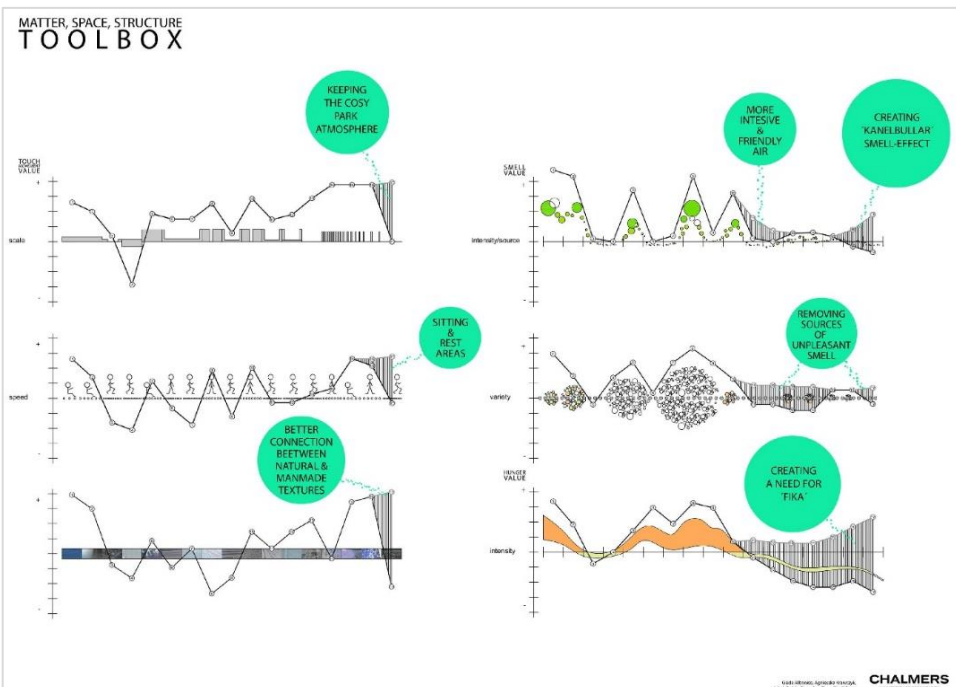 MATTER, SPACE, STRUCTURE
TOOLBOX
KEEPING
THE COSY
PARK
ATMOSPHERE
TOUCH
VALUE
+
scale
-
SITTING
&
REST
AREAS
+
speed
-
BETTER
CONNECTION
BEETWEEN
NATURAL &
MANMADE
TEXTURES
+
-
MORE
INTESIVE
&
FRIENDLY
AIR
CREATING
"KANELBULLAR"
SMELL-EFFECT
SMELL
VALUE
intensity/source
-
REMOVING
SOURCES
OF
UNPLEASANT
SMELL
+
variety
-
HUNGER
VALUE
CREATING
A NEED FOR
"FIKA"
+
intensity
-
CHALMERS